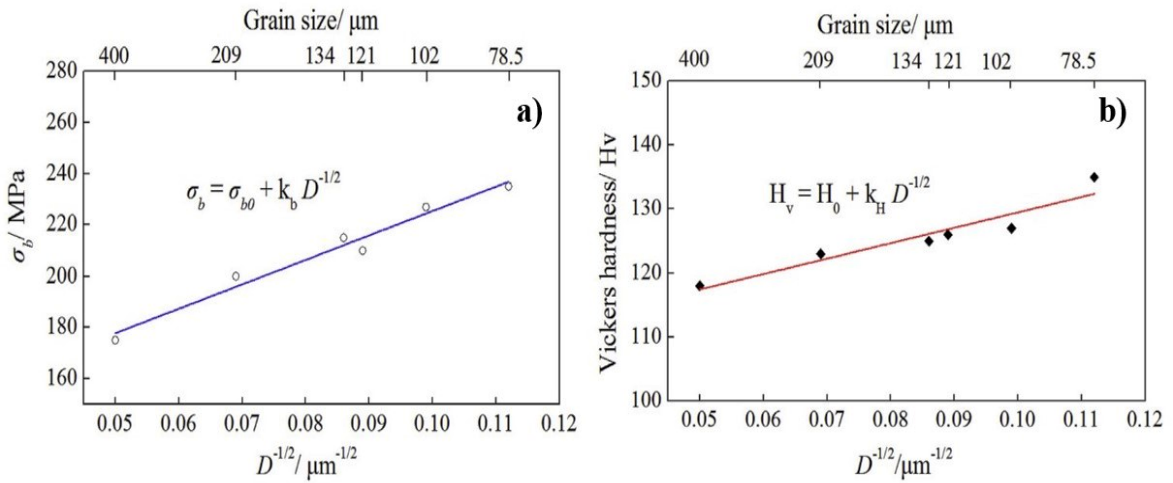 Grain size/ μm
400 209 134 121 102 78.5
280
260
240
220
200
180
160
σb/ MPa
a)
σb = σb0 + kb D-1/2
0.05 0.06 0.07 0.08 0.09 0.10 0.11 0.12
D-1/2/ μm-1/2
Grain size/ μm
400 209 134 121 102 78.5
150
140
130
120
110
100
Vickers hardness/ Hv
b)
Hv = H0 + kH D-1/2
0.05 0.06 0.07 0.08 0.09 0.10 0.11 0.12
D-1/2/μm-1/2